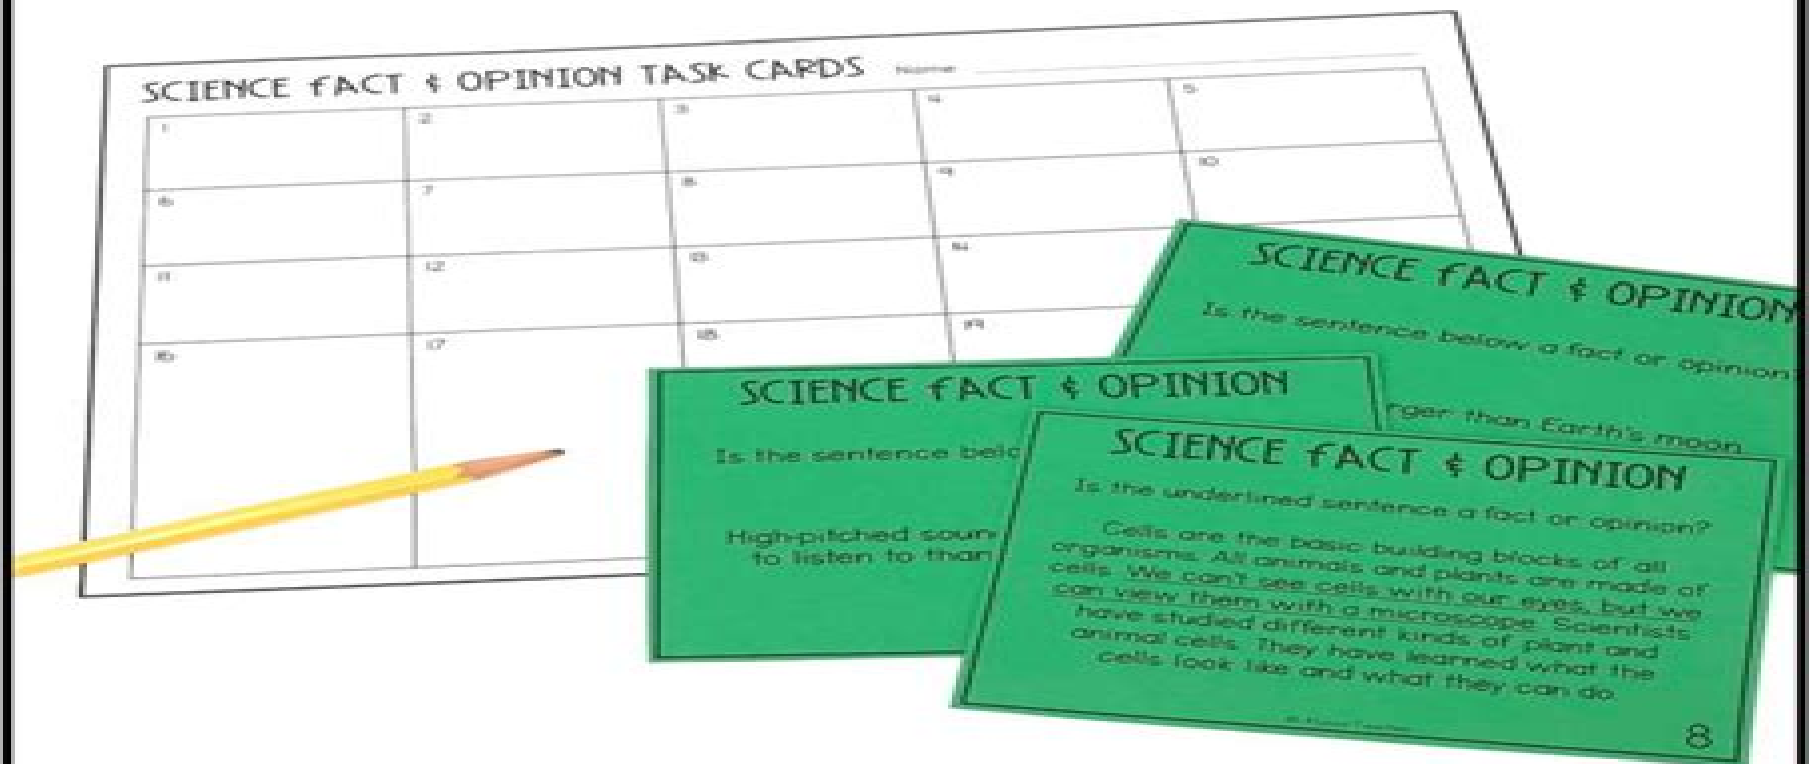 SCIENCE FACT & OPINION TASK CARDS Name
1 2 3 4 5
6 7 8 9 10
11 12 13 14
16 17 18 19
SCIENCE FACT & OPINION
Is the sentence below a fact or opinion?
than Earth's moon
SCIENCE FACT & OPINION
Is the sentence
High-pitched
to listen to than
SCIENCE FACT & OPINION
Is the underlined sentence a fact or opinion?
Cells are the basic building blocks of all
organisms. All animals and plants are made of
cells. We can't see cells with our eyes, but we
can view them with a microscope. Scientists
have studied different kinds of plant and
animal cells. They have learned what the
cells look like and what they can do.
8